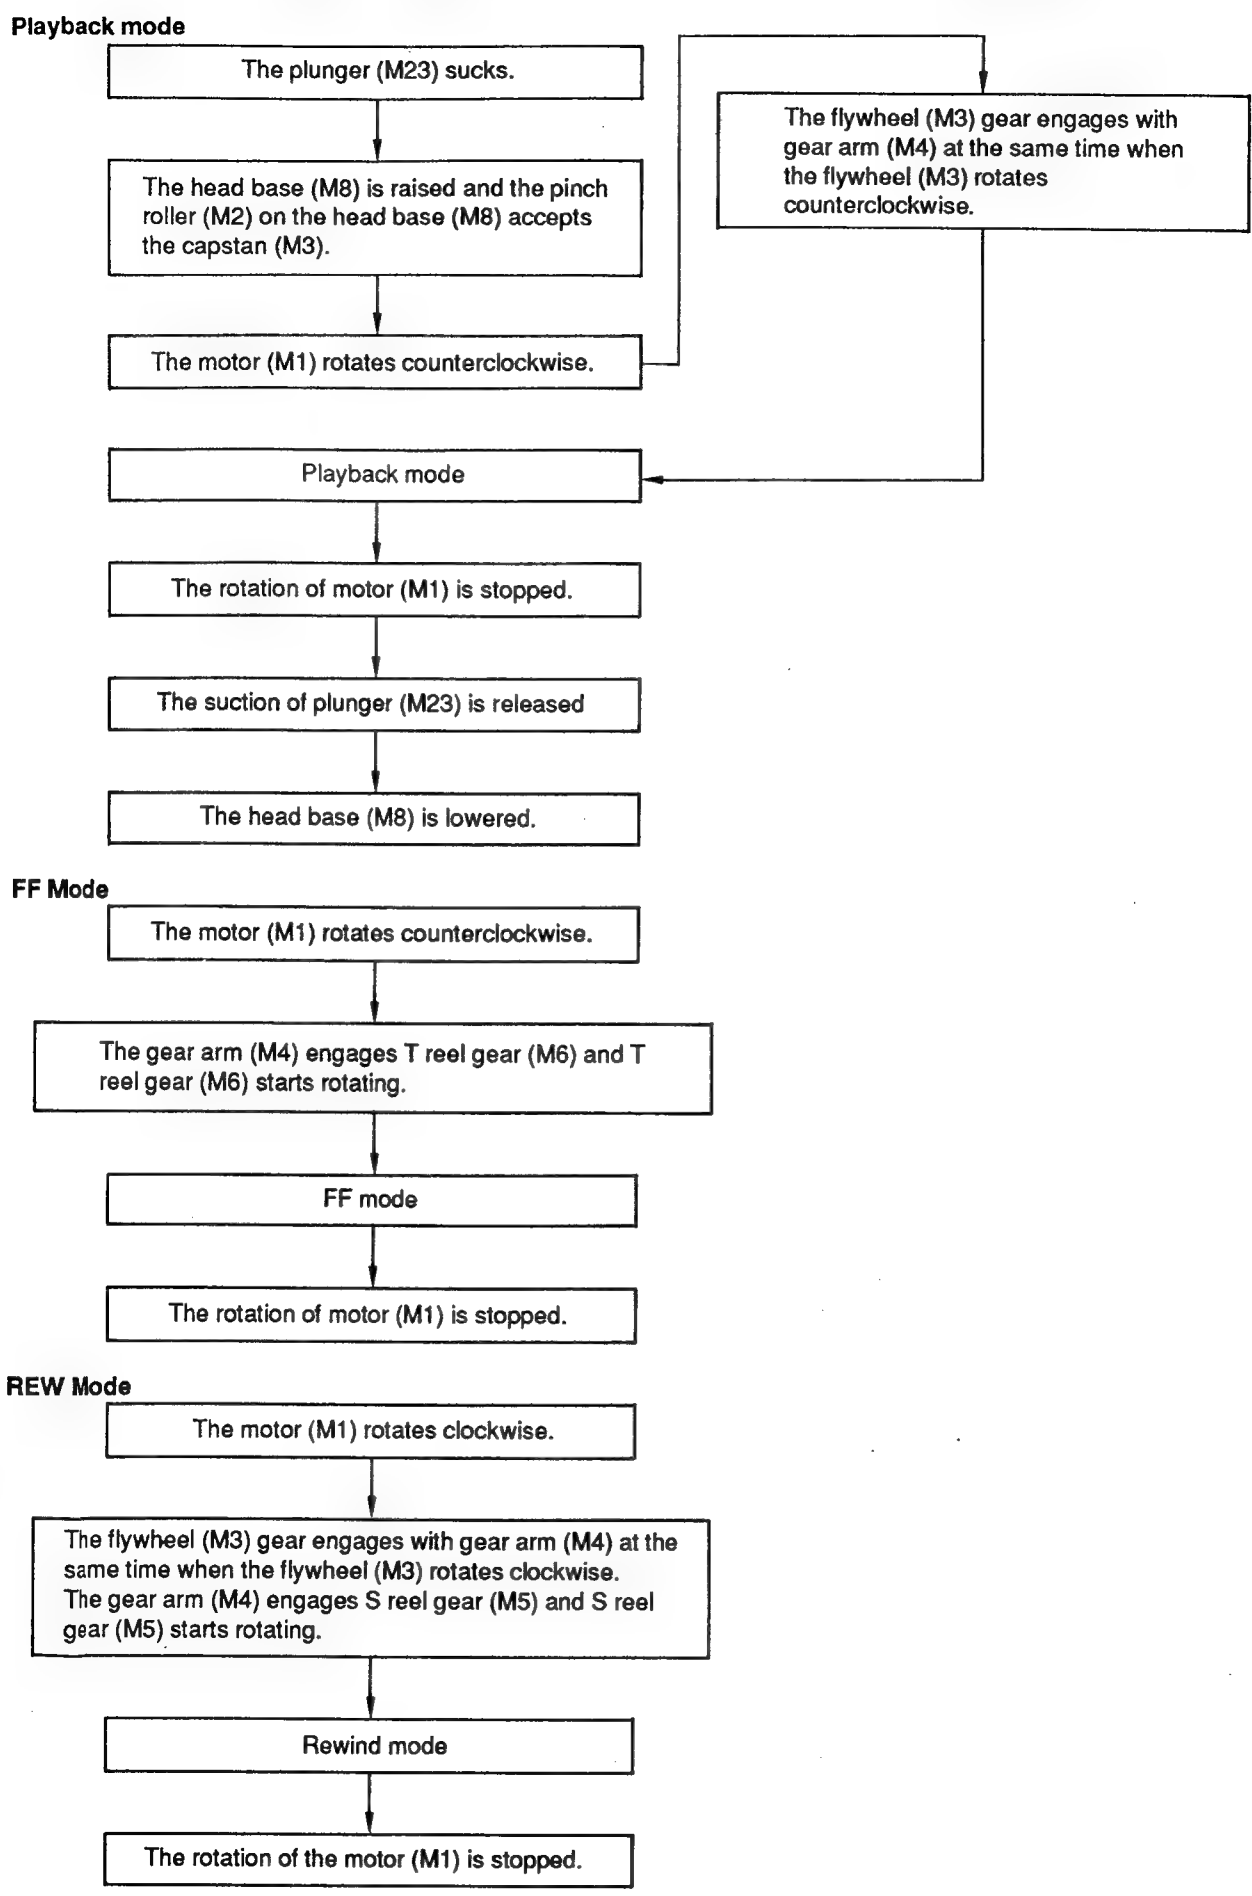 Playback mode
The plunger (M23) sucks.
The head base (M8) is raised and the pinch
roller (M2) on the head base (M8) accepts
the capstan (M3).
The motor (M1) rotates counterclockwise.
The flywheel (M3) gear engages with
gear arm (M4) at the same time when
the flywheel (M3) rotates
counterclockwise.
Playback mode
The rotation of motor (M1) is stopped.
The suction of plunger (M23) is released
The head base (M8) is lowered.
FF Mode
The motor (M1) rotates counterclockwise.
The gear arm (M4) engages T reel gear (M6) and T
reel gear (M6) starts rotating.
FF mode
The rotation of motor (M1) is stopped.
REW Mode
The motor (M1) rotates clockwise.
The flywheel (M3) gear engages with gear arm (M4) at the
same time when the flywheel (M3) rotates clockwise.
The gear arm (M4) engages S reel gear (M5) and S reel
gear (M5) starts rotating.
Rewind mode
The rotation of the motor (M1) is stopped.